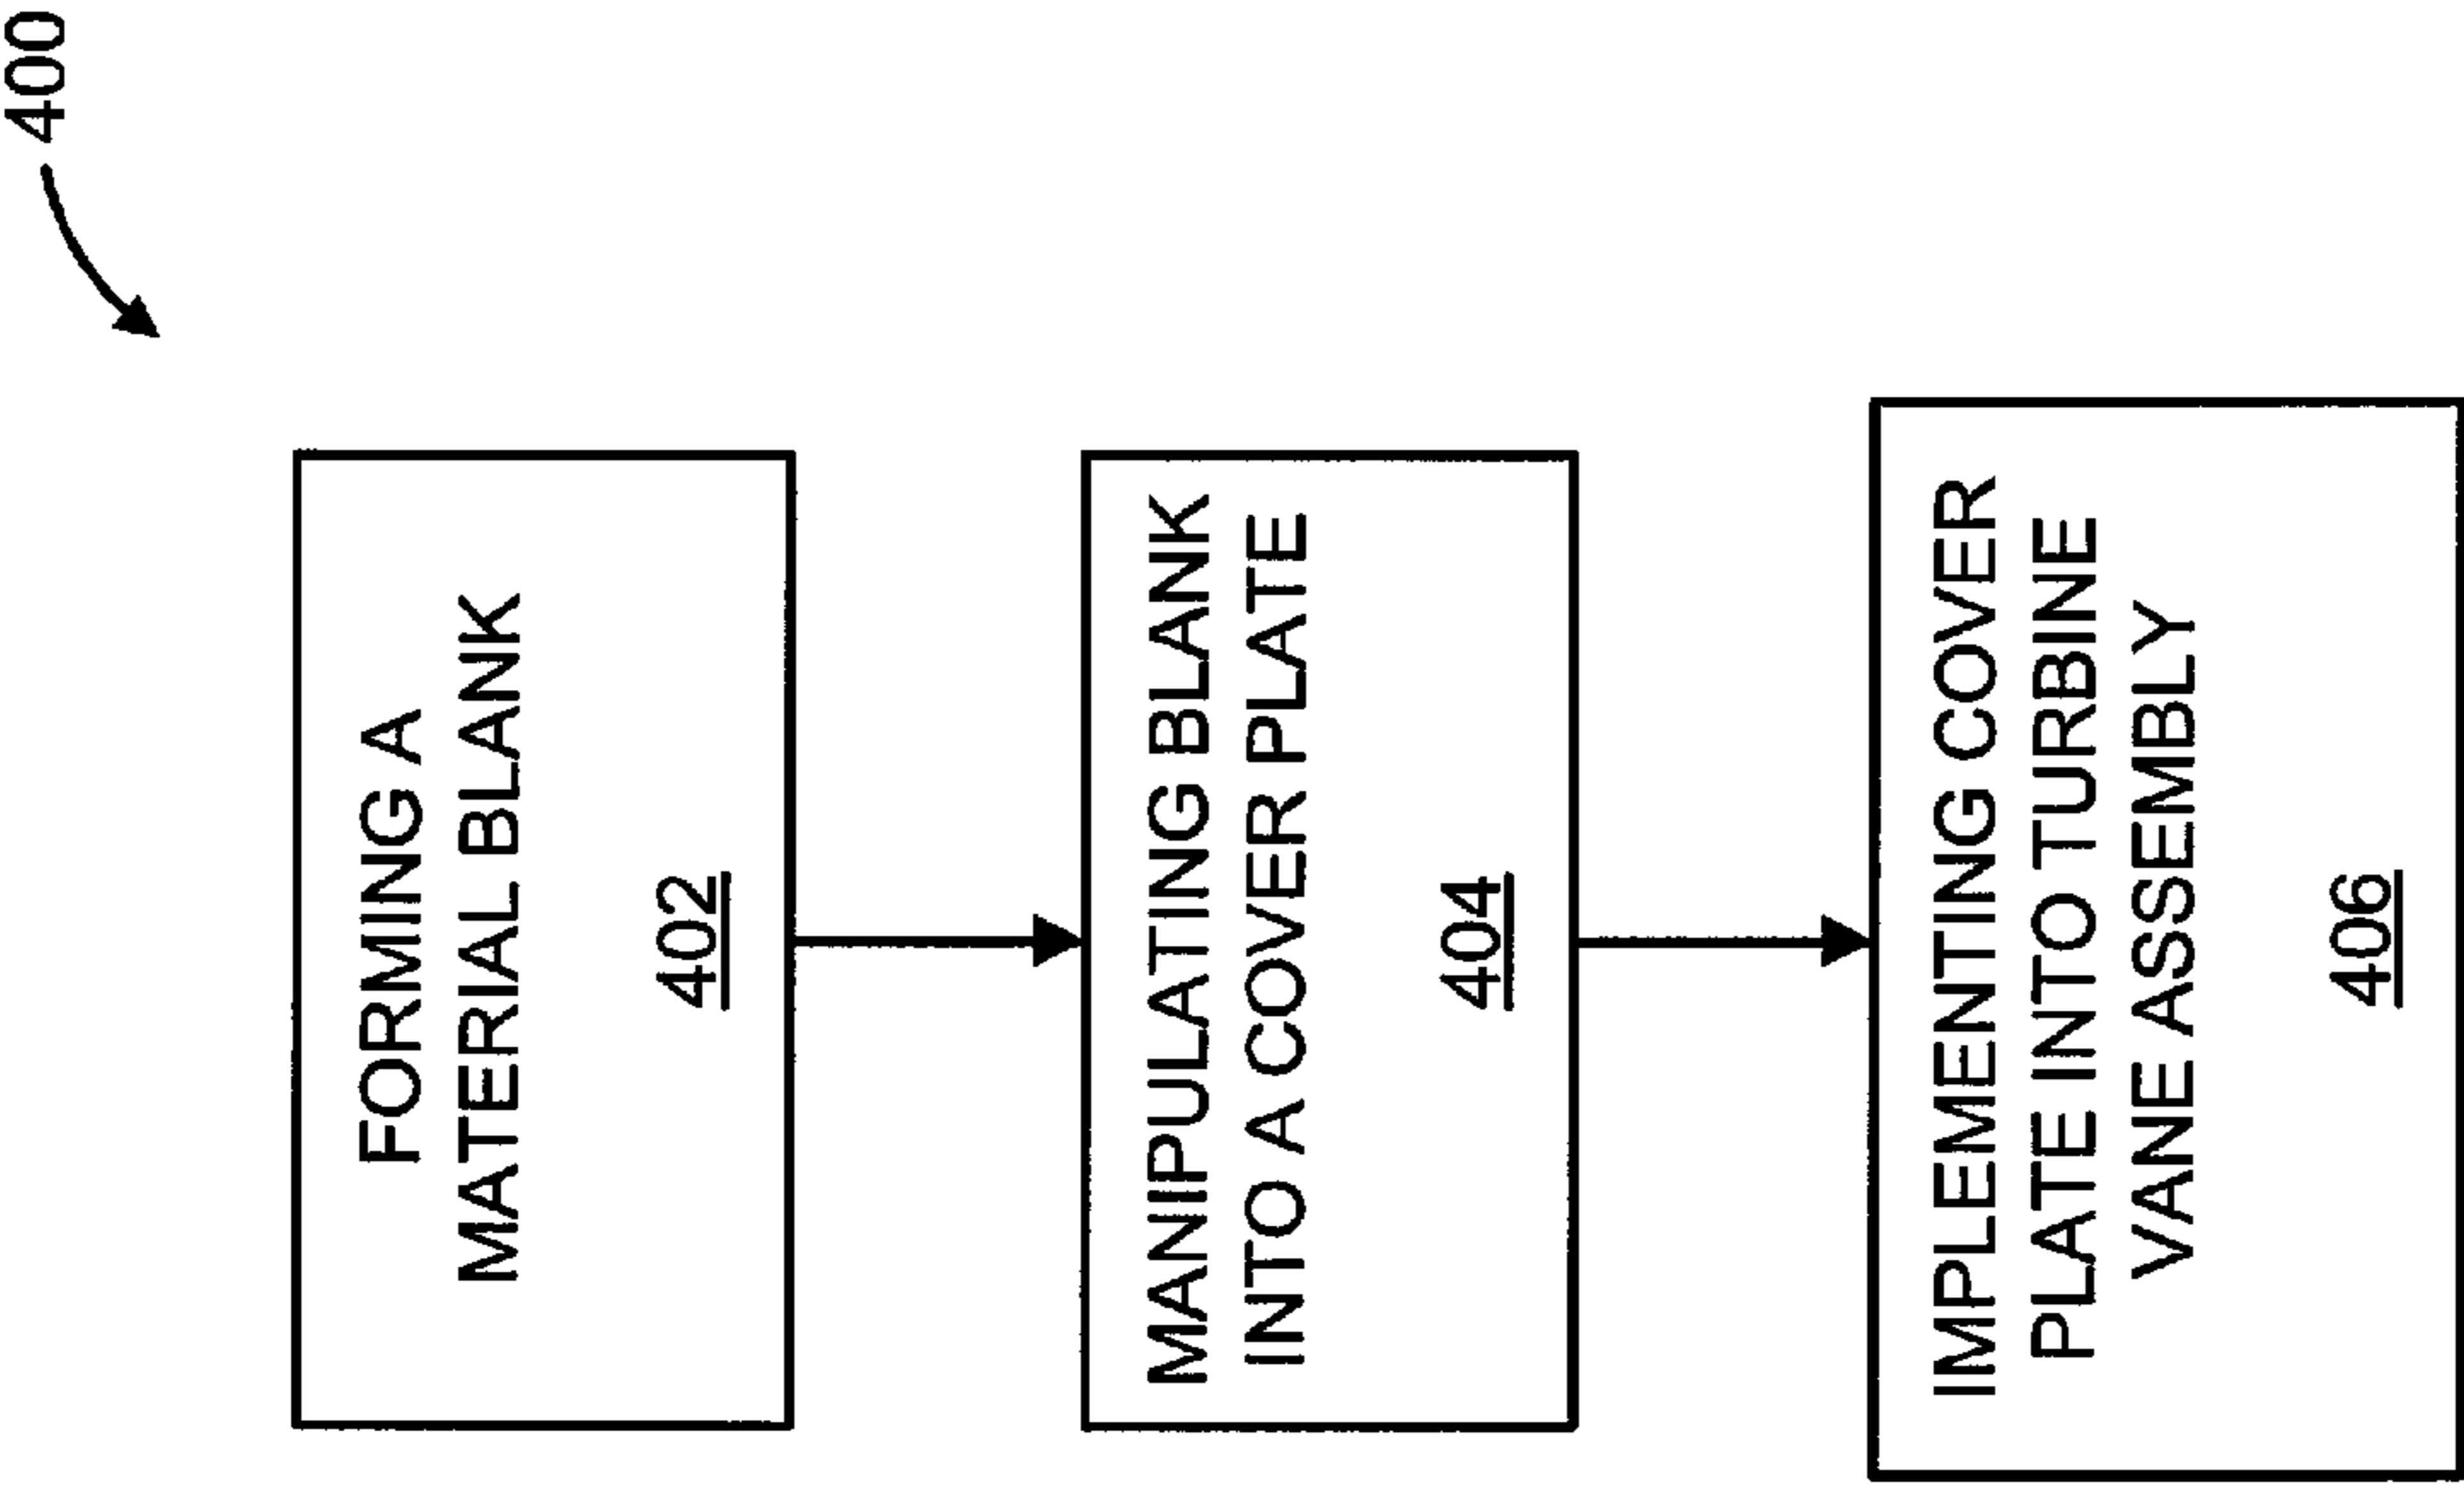 400
FORMING A
MATERIAL BLANK
402
MANIPULATING BLANK
INTO A COVER PLATE
404
IMPLEMENTING COVER
PLATE INTO TURBINE
VANE ASSEMBLY
406